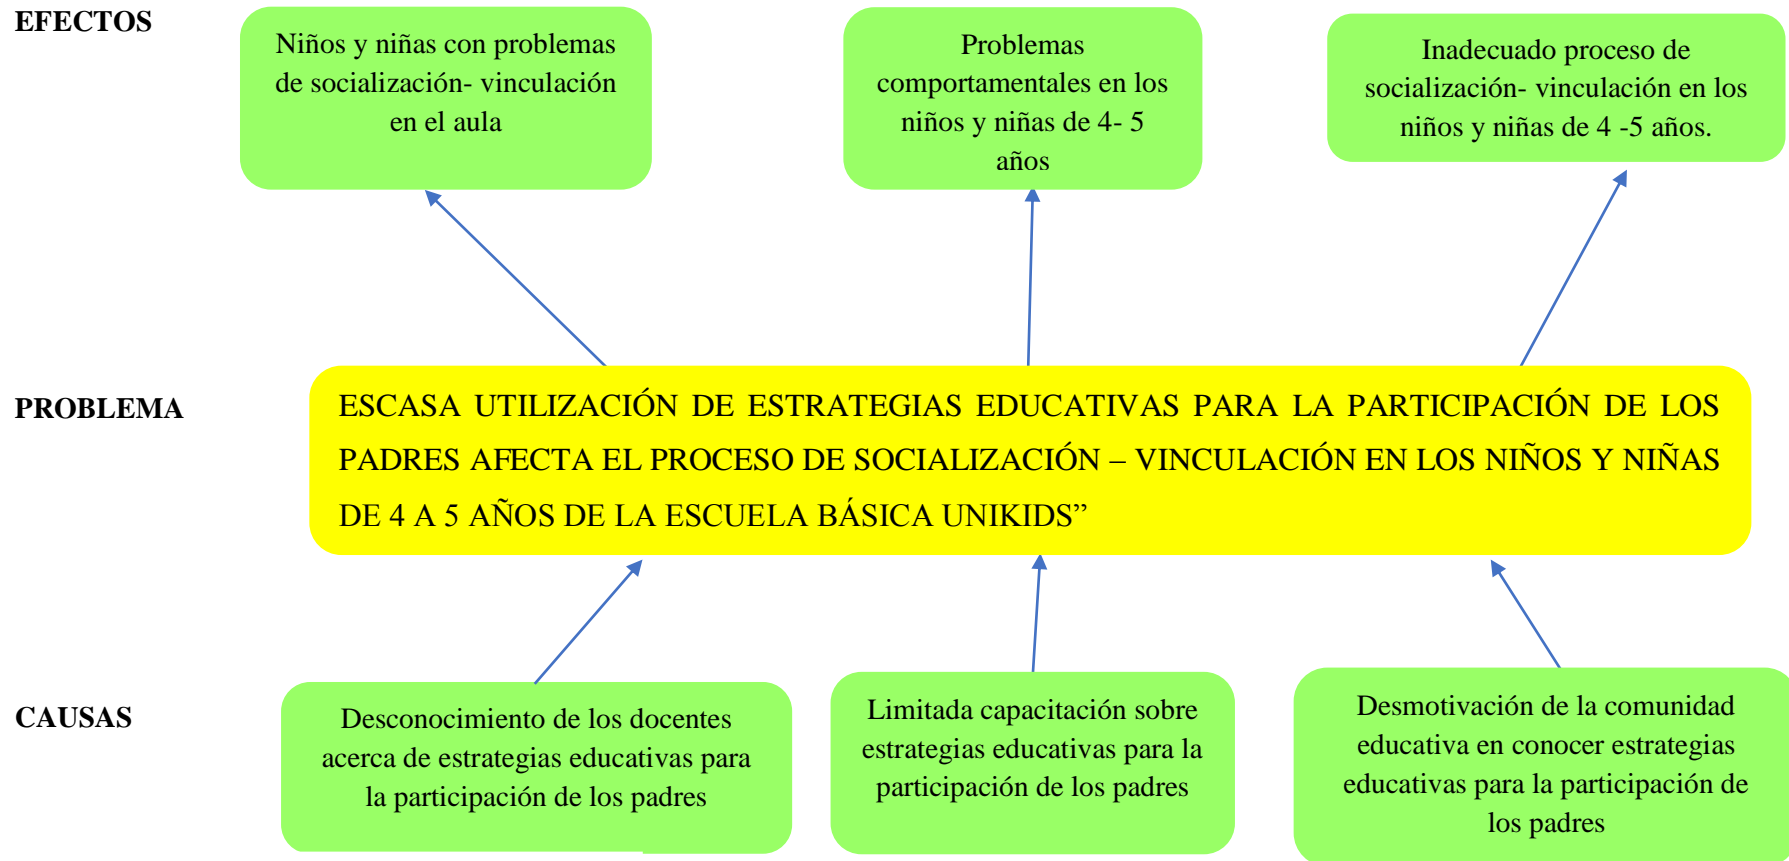 EFECTOS
Niños y niñas con problemas
de socialización- vinculación
en el aula
Problemas
comportamentales en los
niños y niñas de 4- 5
años
Inadecuado proceso de
socialización- vinculación en los
niños y niñas de 4 -5 años.
PROBLEMA
ESCASA UTILIZACIÓN DE ESTRATEGIAS EDUCATIVAS PARA LA PARTICIPACIÓN DE LOS
PADRES AFECTA EL PROCESO DE SOCIALIZACIÓN – VINCULACIÓN EN LOS NIÑOS Y NIÑAS
DE 4 A 5 AÑOS DE LA ESCUELA BÁSICA UNIKIDS”
CAUSAS
Desconocimiento de los docentes
acerca de estrategias educativas para
la participación de los padres
Limitada capacitación sobre
estrategias educativas para la
participación de los padres
Desmotivación de la comunidad
educativa en conocer estrategias
educativas para la participación de
los padres